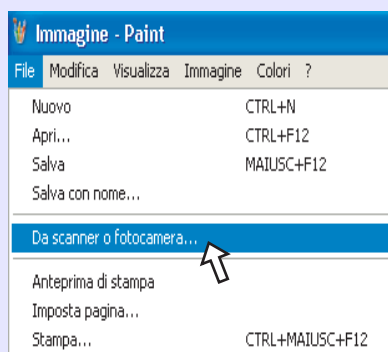 Immagine - Paint
File Modifica Visualizza Immagine Colori ?
Nuovo CTRL+N
Apri... CTRL+F12
Salva MAIUSC+F12
Salva con nome...
Da scanner o fotocamera...
Anteprima di stampa
Imposta pagina...
Stampa... CTRL+MAIUSC+F12